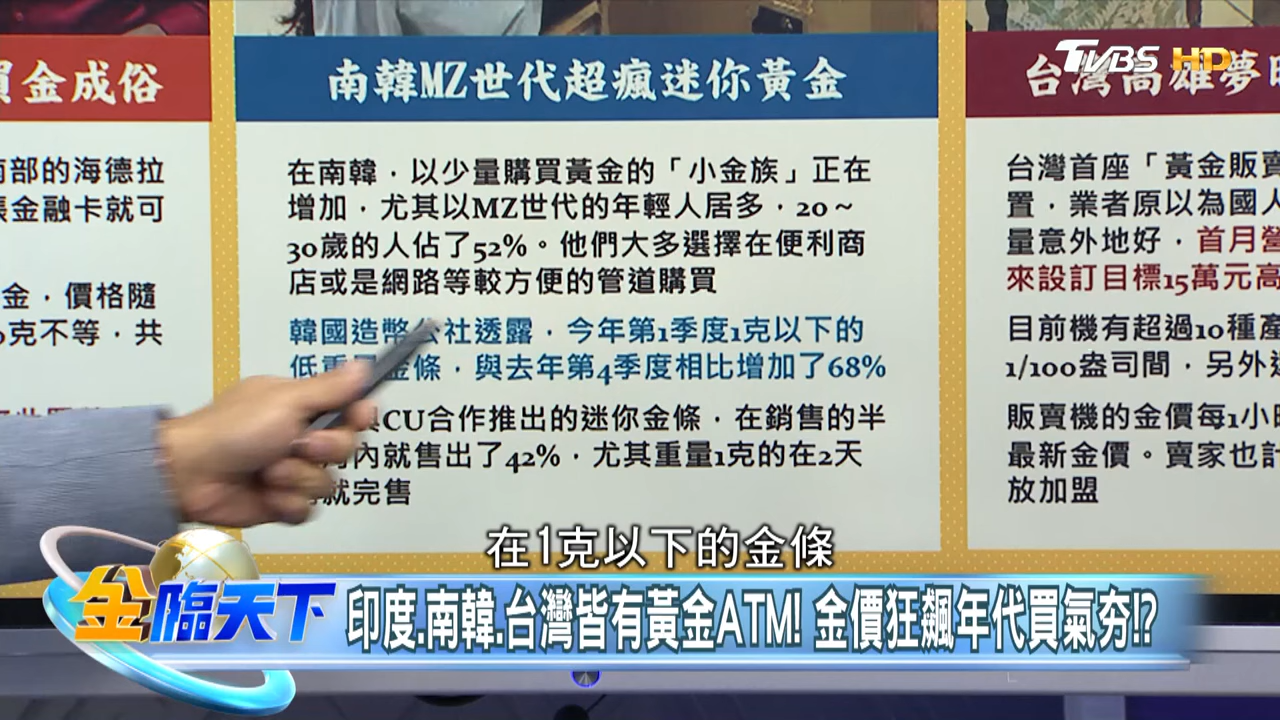 TVBS HD
買金成俗
南部的海德拉
張金融卡就可
金，價格隨
克不等，共
南韓MZ世代超瘋迷你黃金
在南韓，以少量購買黃金的「小金族」正在
增加，尤其以MZ世代的年輕人居多，20～
30歲的人佔了52%。他們大多選擇在便利商
店或是網路等較方便的管道購買
韓國造幣公社透露，今年第1季度1克以下的
低重量金條，與去年第4季度相比增加了68%
CU合作推出的迷你金條，在銷售的半
內就售出了42%，尤其重量1克的在2天
就完售
台灣高雄夢
台灣首座「黃金販賣
置，業者原以為國人
量意外地好，首月營
來設訂目標15萬元高
目前機有超過10種產
1/100盎司間，另外
販賣機的金價每1小時
最新金價。賣家也計
放加盟
在1克以下的金條
金臨天下
印度.南韓.台灣皆有黃金ATM! 金價狂飆年代買氣夯!?